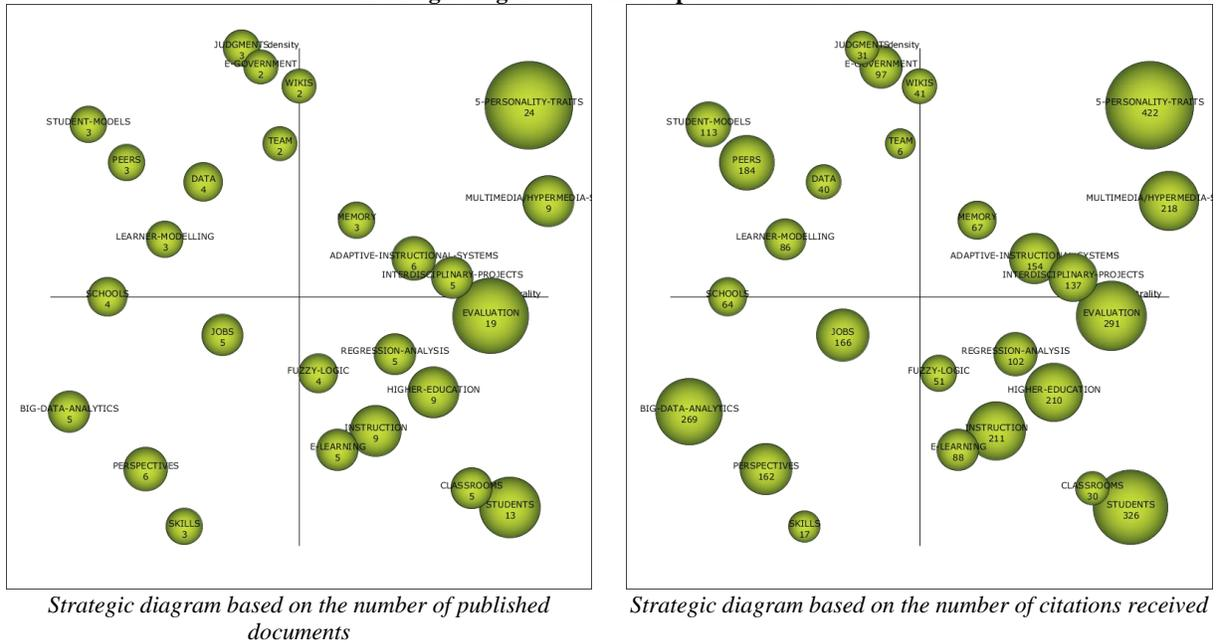 JUDGMENTS density
3
E-GOVERNMENT
2
WIKIS
2
5-PERSONALITY-TRAITS
24
STUDENT-MODELS
3
TEAM
2
PEERS
3
DATA
4
MULTIMEDIA/HYPERMEDIA-S
9
MEMORY
3
LEARNER-MODELLING
3
ADAPTIVE-INSTRUCTIONAL-SYSTEMS
6
INTERDISCIPLINARY-PROJECTS
5
SCHOOLS
4
EVALUATION
19
JOBS
5
REGRESSION-ANALYSIS
5
FUZZY-LOGIC
4
HIGHER-EDUCATION
9
BIG-DATA-ANALYTICS
5
INSTRUCTION
9
E-LEARNING
5
PERSPECTIVES
6
CLASSROOMS
5
STUDENTS
13
SKILLS
3
Strategic diagram based on the number of published
documents
JUDGMENTS density
31
E-GOVERNMENT
97
WIKIS
41
5-PERSONALITY-TRAITS
422
STUDENT-MODELS
113
TEAM
6
PEERS
184
DATA
40
MULTIMEDIA/HYPERMEDIA-S
218
MEMORY
67
LEARNER-MODELLING
86
ADAPTIVE-INSTRUCTIONAL-SYSTEMS
154
INTERDISCIPLINARY-PROJECTS
137
SCHOOLS
64
EVALUATION
291
JOBS
166
REGRESSION-ANALYSIS
102
FUZZY-LOGIC
51
HIGHER-EDUCATION
210
BIG-DATA-ANALYTICS
269
INSTRUCTION
211
E-LEARNING
88
PERSPECTIVES
162
CLASSROOMS
30
STUDENTS
326
SKILLS
17
Strategic diagram based on the number of citations received